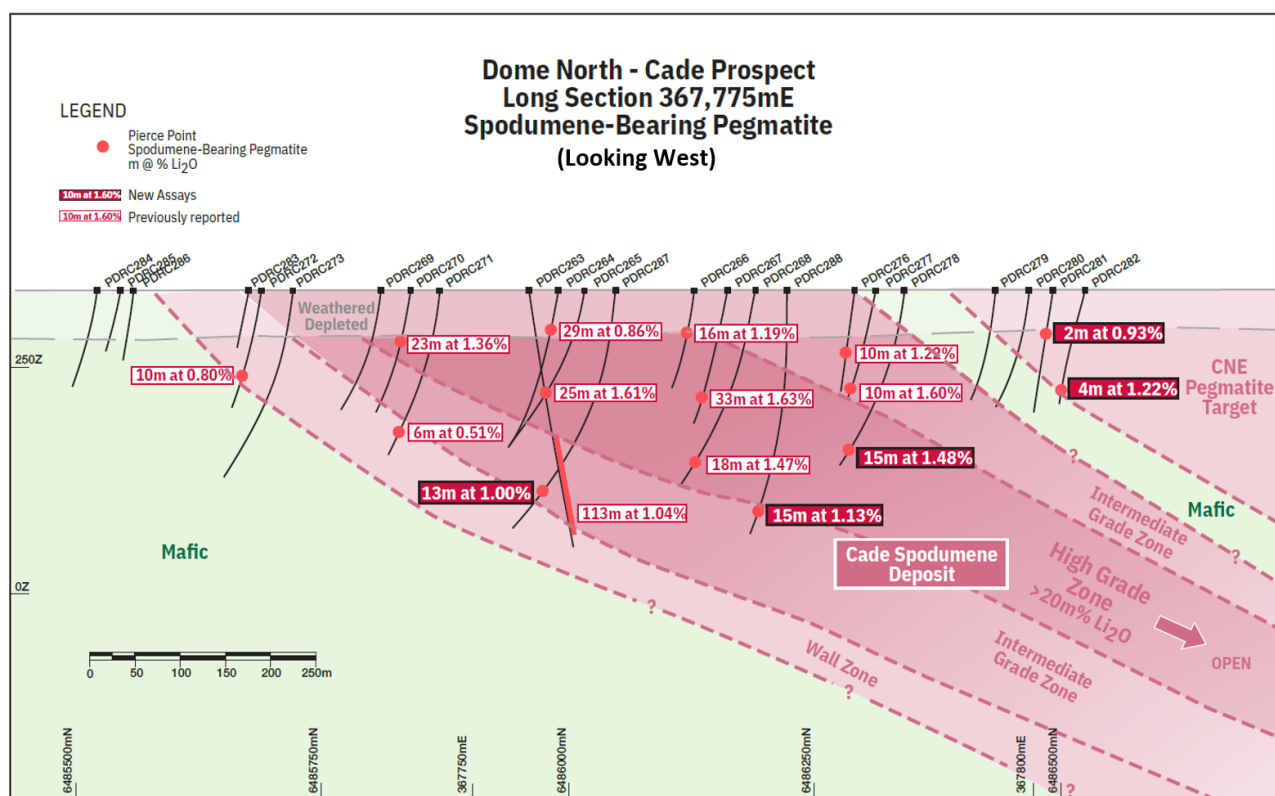 Dome North - Cade Prospect
Long Section 367,775mE
Spodumene-Bearing Pegmatite
(Looking West)
LEGEND
Pierce Point
Spodumene-Bearing Pegmatite
m @ % Li2O
10m at 1.60% New Assays
10m at 1.60% Previously reported
PDRC284
PDRC285
PDRC286
PDRC283
PDRC272
PDRC273
PDRC269
PDRC270
PDRC271
PDRC263
PDRC264
PDRC265
PDRC287
PDRC266
PDRC267
PDRC268
PDRC288
PDRC276
PDRC277
PDRC278
PDRC279
PDRC280
PDRC281
PDRC282
Weathered
Depleted
250Z
23m at 1.36%
29m at 0.86%
16m at 1.19%
2m at 0.93%
10m at 1.22%
10m at 0.80%
25m at 1.61%
33m at 1.63%
10m at 1.60%
4m at 1.22%
CNE
Pegmatite
Target
6m at 0.51%
18m at 1.47%
15m at 1.48%
?
13m at 1.00%
113m at 1.04%
15m at 1.13%
Intermediate
Grade Zone
Mafic
Mafic
Cade Spodumene
Deposit
?
High Grade
Zone
>20m% Li2O
OPEN
0Z
?
Wall Zone
?
Intermediate
Grade Zone
?
0 50 100 150 200 250m
6485500mN
6485750mN
367750mE
6486000mN
6486250mN
367800mE
6486500mN